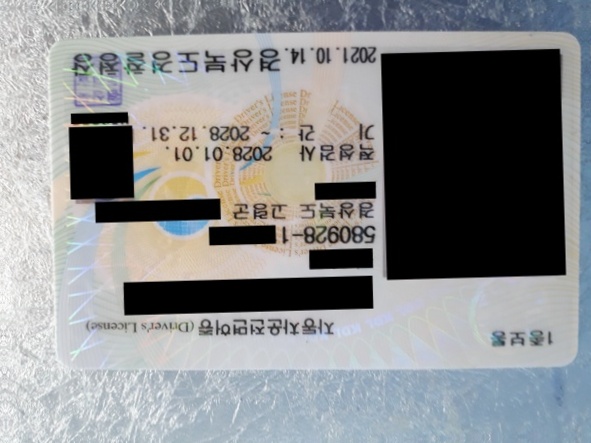 1종보통
자동차운전면허증 (Driver's License)
580928-1
경상북도 고령군
적성검사 2028.01.01.
기 간 : ~ 2028.12.31.
2021.10.14. 경상북도경찰청장